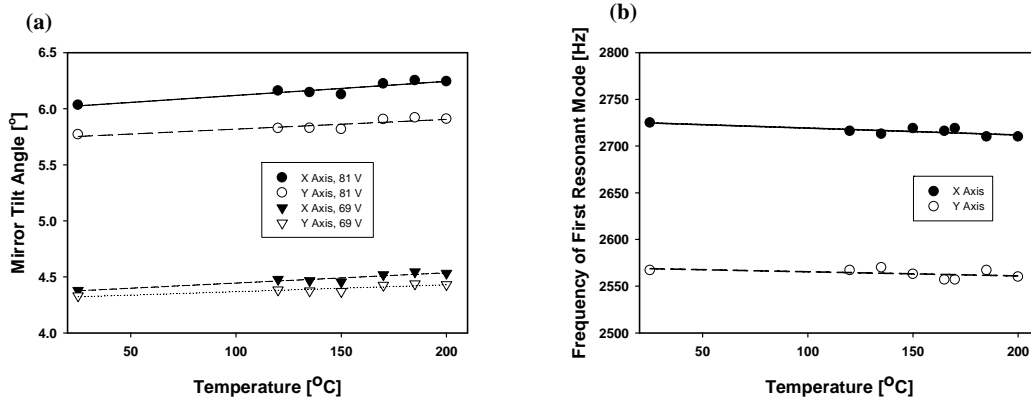 (a)
6.5
6.0
5.5
5.0
4.5
4.0
Mirror Tilt Angle [º]
X Axis, 81 V
Y Axis, 81 V
X Axis, 69 V
Y Axis, 69 V
50
100
150
200
Temperature [ºC]
(b)
2800
2750
2700
2650
2600
2550
2500
Frequency of First Resonant Mode [Hz]
X Axis
Y Axis
50
100
150
200
Temperature [ºC]